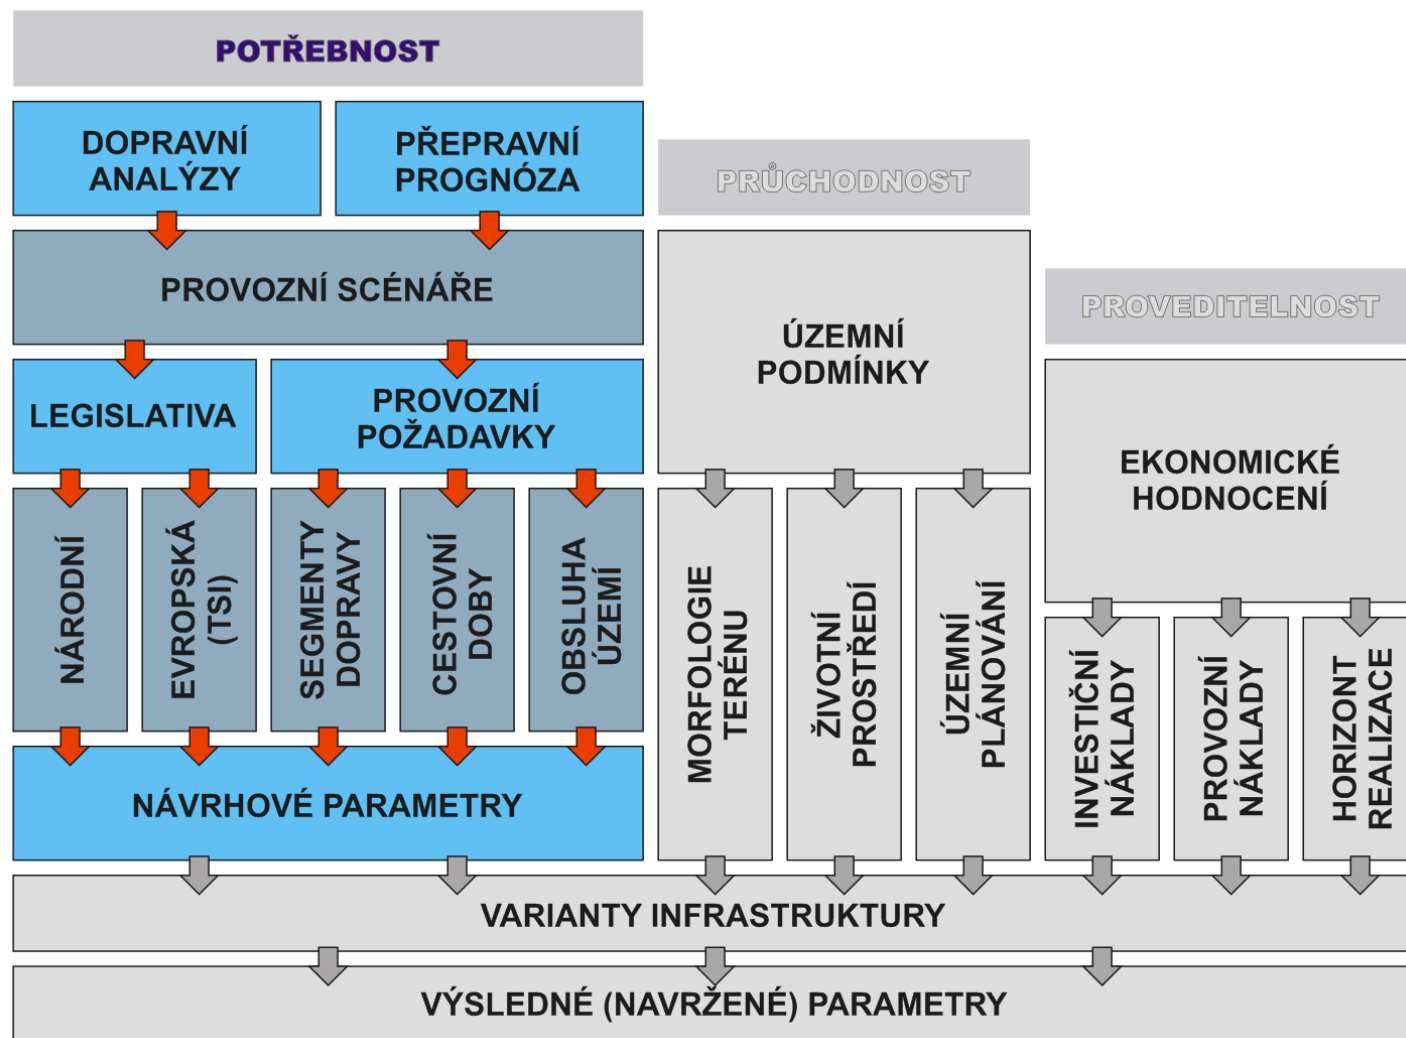 POTŘEBNOST
DOPRAVNÍ
ANALÝZY
PŘEPRAVNÍ
PROGNÓZA
PROVOZNÍ SCÉNÁŘE
LEGISLATIVA
PROVOZNÍ
POŽADAVKY
NÁRODNÍ
EVROPSKÁ
(TSI)
SEGMENTY
DOPRAVY
CESTOVNÍ
DOBY
OBSLUHA
ÚZEMÍ
NÁVRHOVÉ PARAMETRY
PRŮCHODNOST
ÚZEMNÍ
PODMÍNKY
MORFOLOGIE
TERÉNU
ŽIVOTNÍ
PROSTŘEDÍ
ÚZEMNÍ
PLÁNOVÁNÍ
PROVEDITELNOST
EKONOMICKÉ
HODNOCENÍ
INVESTIČNÍ
NÁKLADY
PROVOZNÍ
NÁKLADY
HORIZONT
REALIZACE
VARIANTY INFRASTRUKTURY
VÝSLEDNÉ (NAVRŽENÉ) PARAMETRY